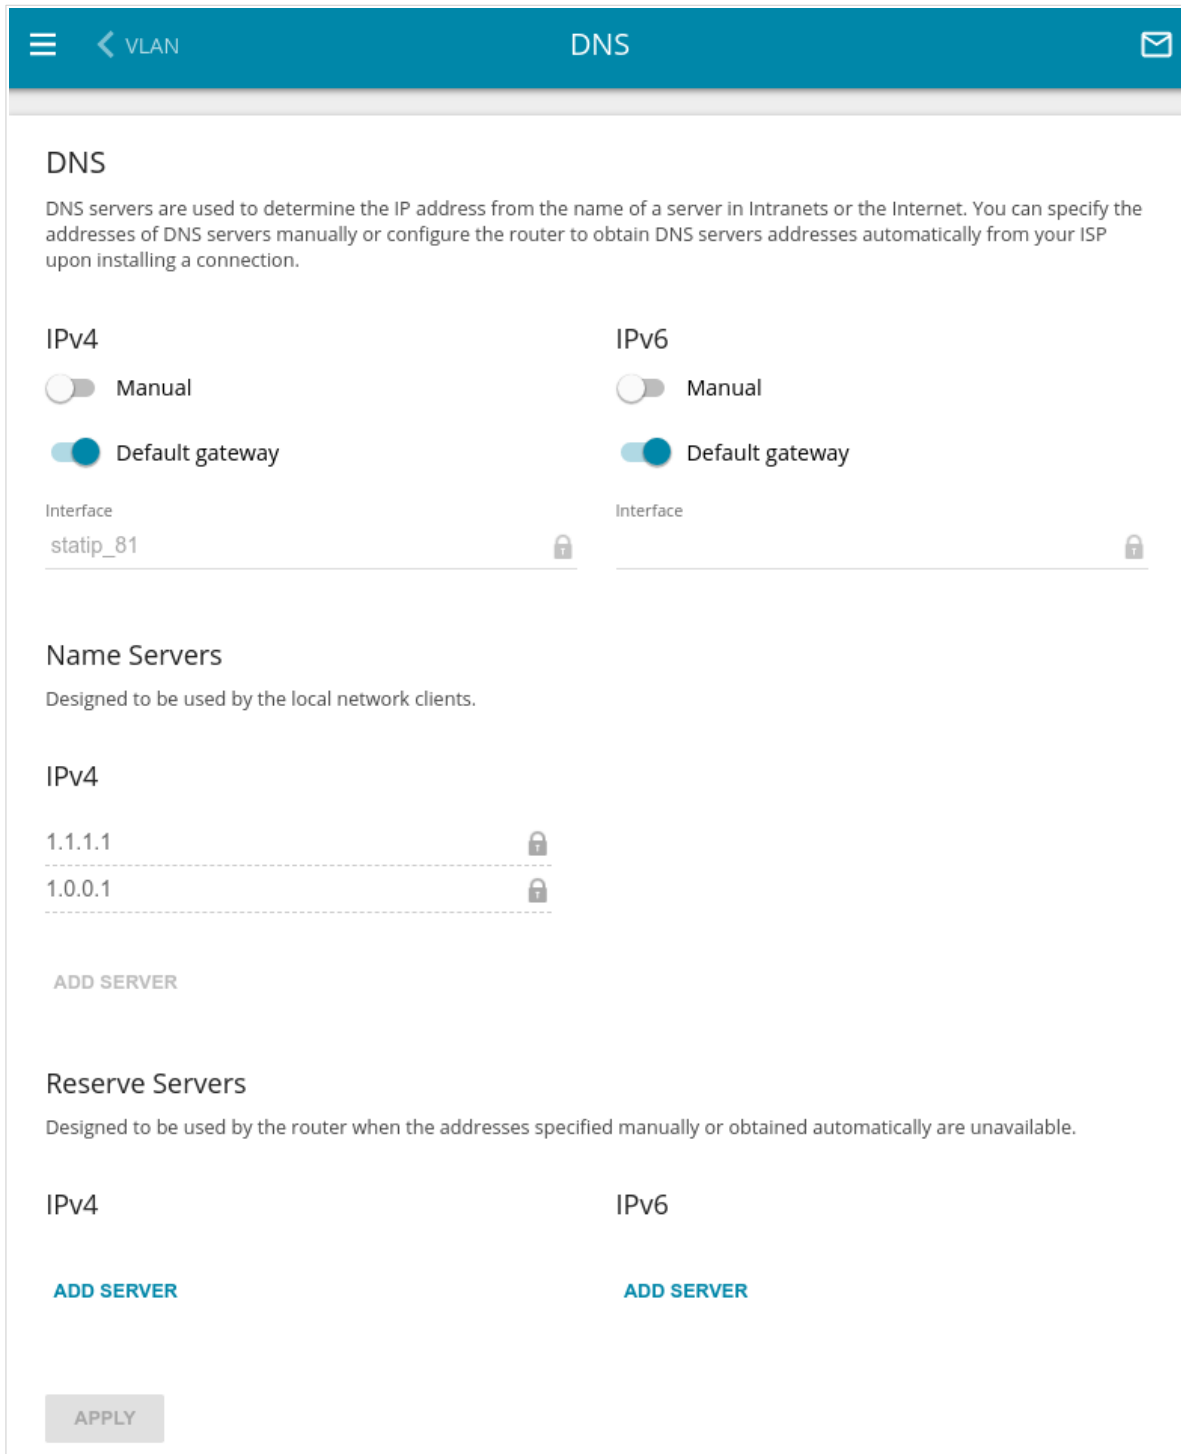 VLAN
DNS
DNS
DNS servers are used to determine the IP address from the name of a server in Intranets or the Internet. You can specify the
addresses of DNS servers manually or configure the router to obtain DNS servers addresses automatically from your ISP
upon installing a connection.
IPv4
IPv6
Manual
Manual
Default gateway
Default gateway
Interface
Interface
statip_81
Name Servers
Designed to be used by the local network clients.
IPv4
1.1.1.1
1.0.0.1
ADD SERVER
Reserve Servers
Designed to be used by the router when the addresses specified manually or obtained automatically are unavailable.
IPv4
IPv6
ADD SERVER
ADD SERVER
APPLY